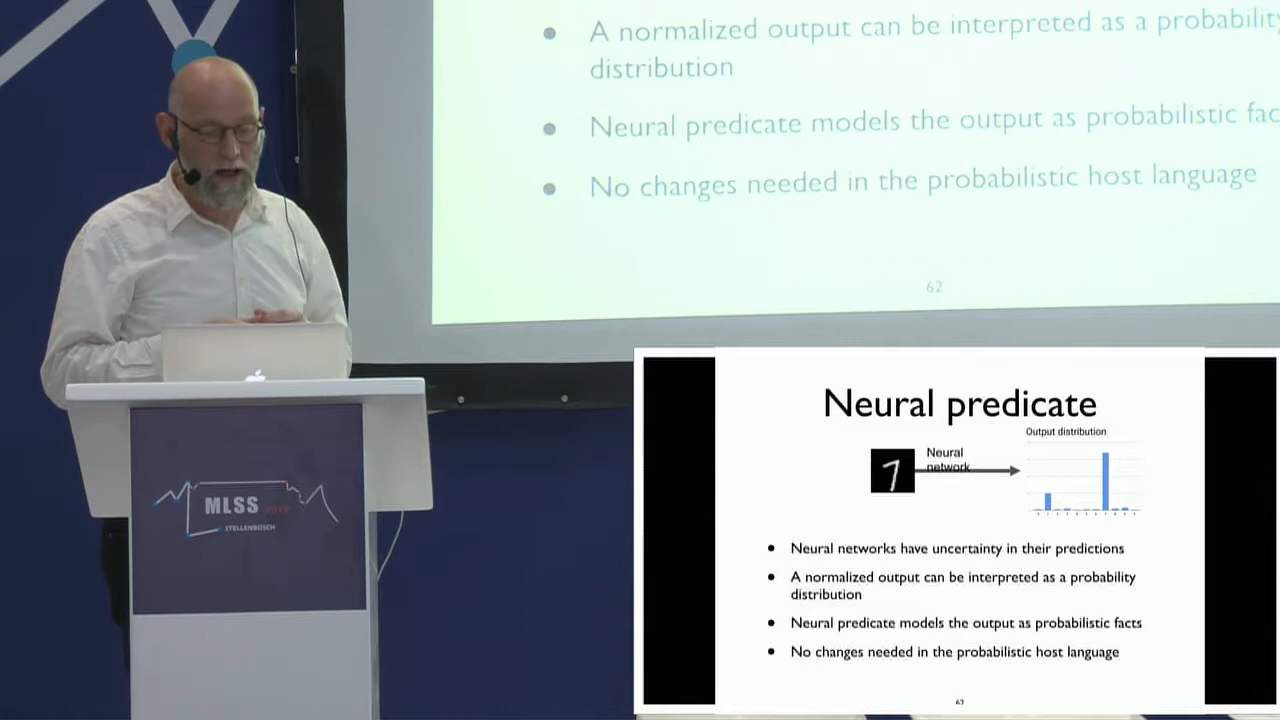 A normalized output can be interpreted as a probability
distribution
Neural predicate models the output as probabilistic fac
No changes needed in the probabilistic host language
62
MLSS
STELLENBOSCH
Neural predicate
Output distribution
Neural
network
Neural networks have uncertainty in their predictions
A normalized output can be interpreted as a probability
distribution
Neural predicate models the output as probabilistic facts
No changes needed in the probabilistic host language